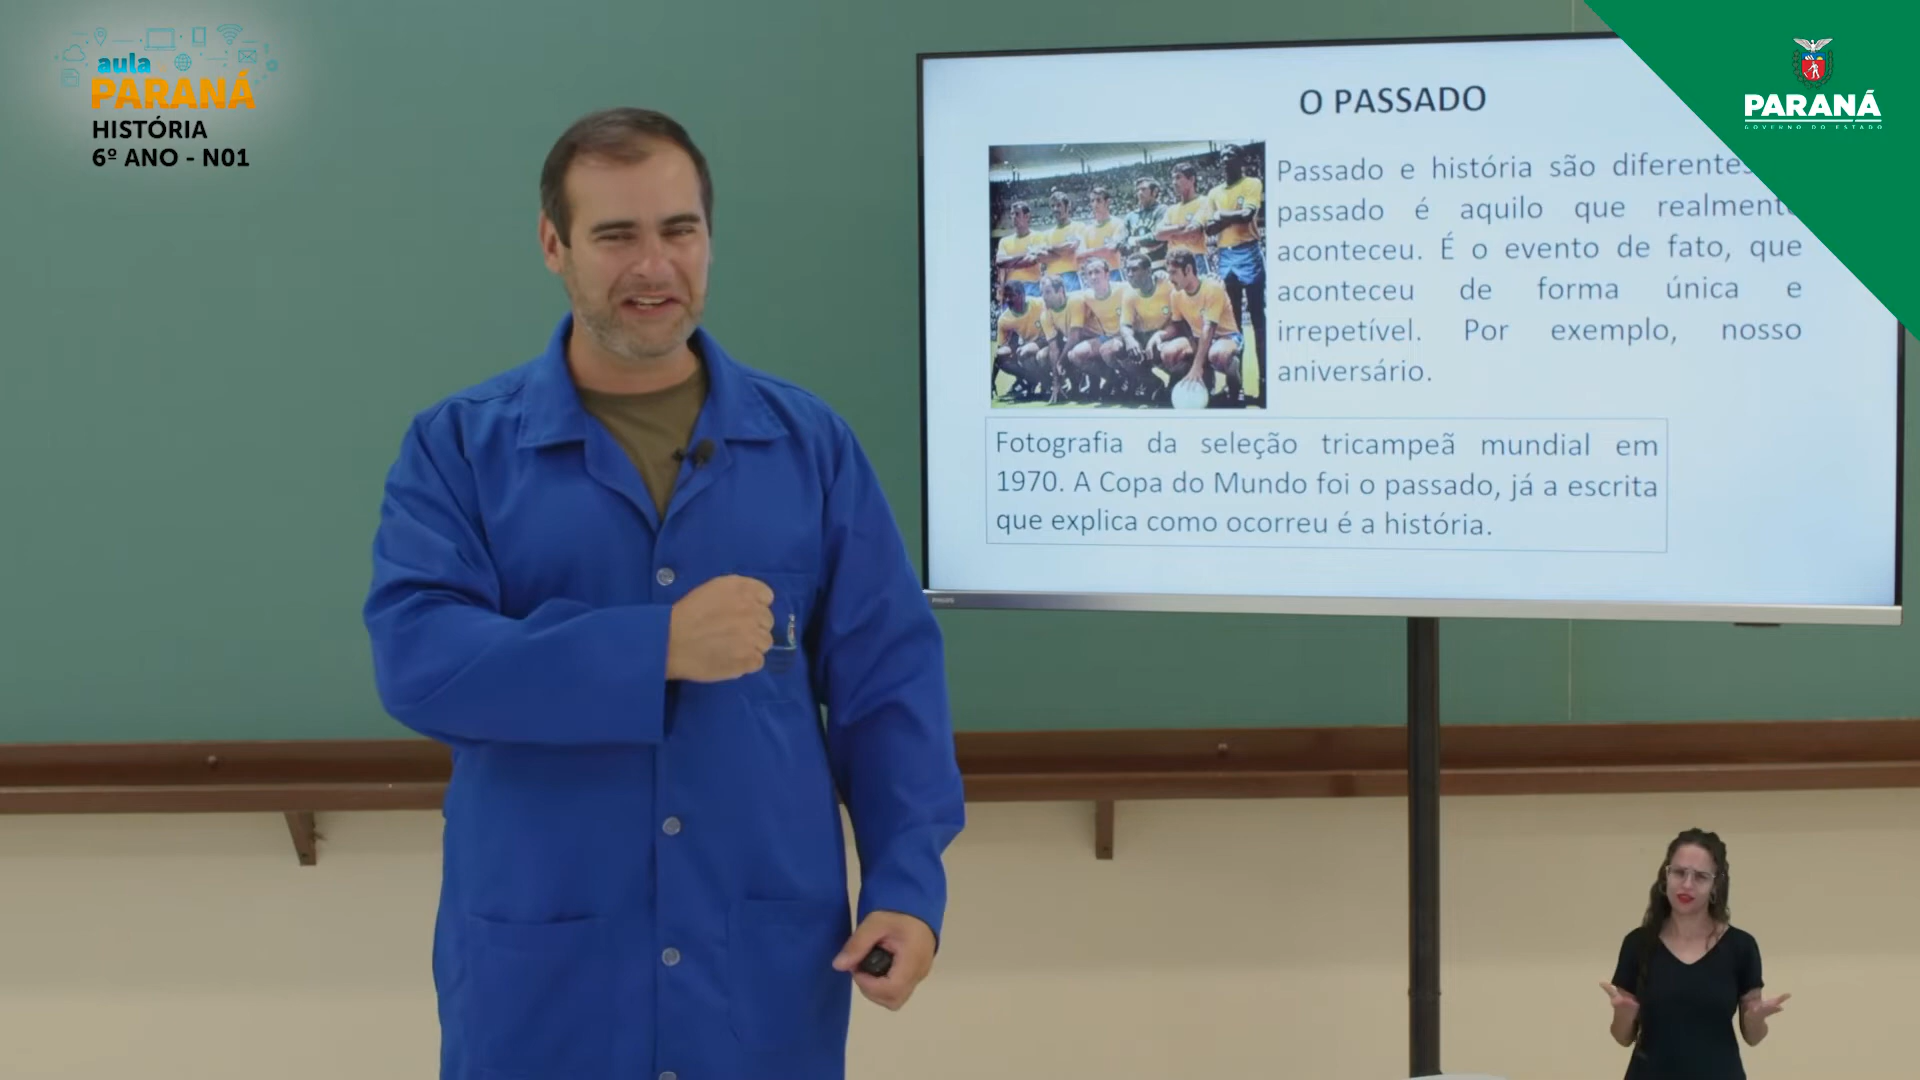 aula
PARANÁ
HISTÓRIA
6º ANO - N01
PARANÁ
GOVERNO DO ESTADO
O PASSADO
Passado e história são diferentes
passado é aquilo que realmente
aconteceu. É o evento de fato, que
aconteceu de forma única e
irrepetível. Por exemplo, nosso
aniversário.
Fotografia da seleção tricampeã mundial em
1970. A Copa do Mundo foi o passado, já a escrita
que explica como ocorreu é a história.
PHILIPS